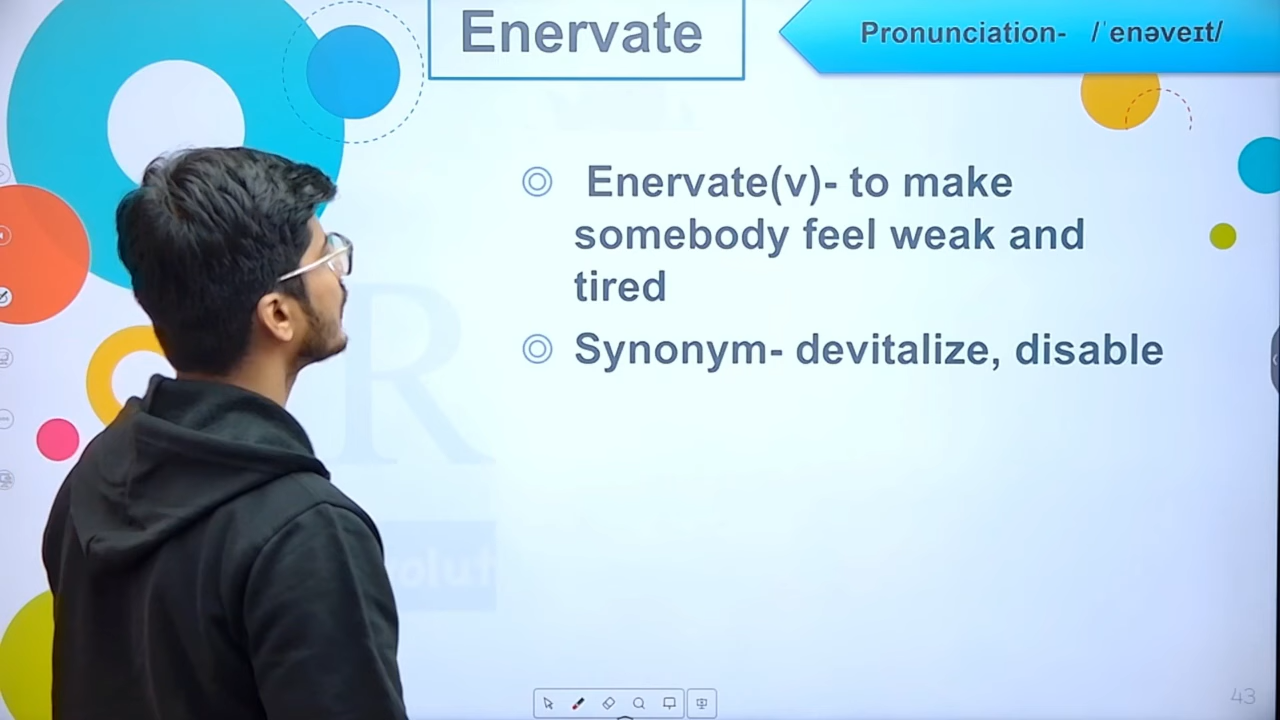 Enervate
Pronunciation- /ˈenəveɪt/
Enervate(v)- to make
somebody feel weak and
tired
Synonym- devitalize, disable
R
43